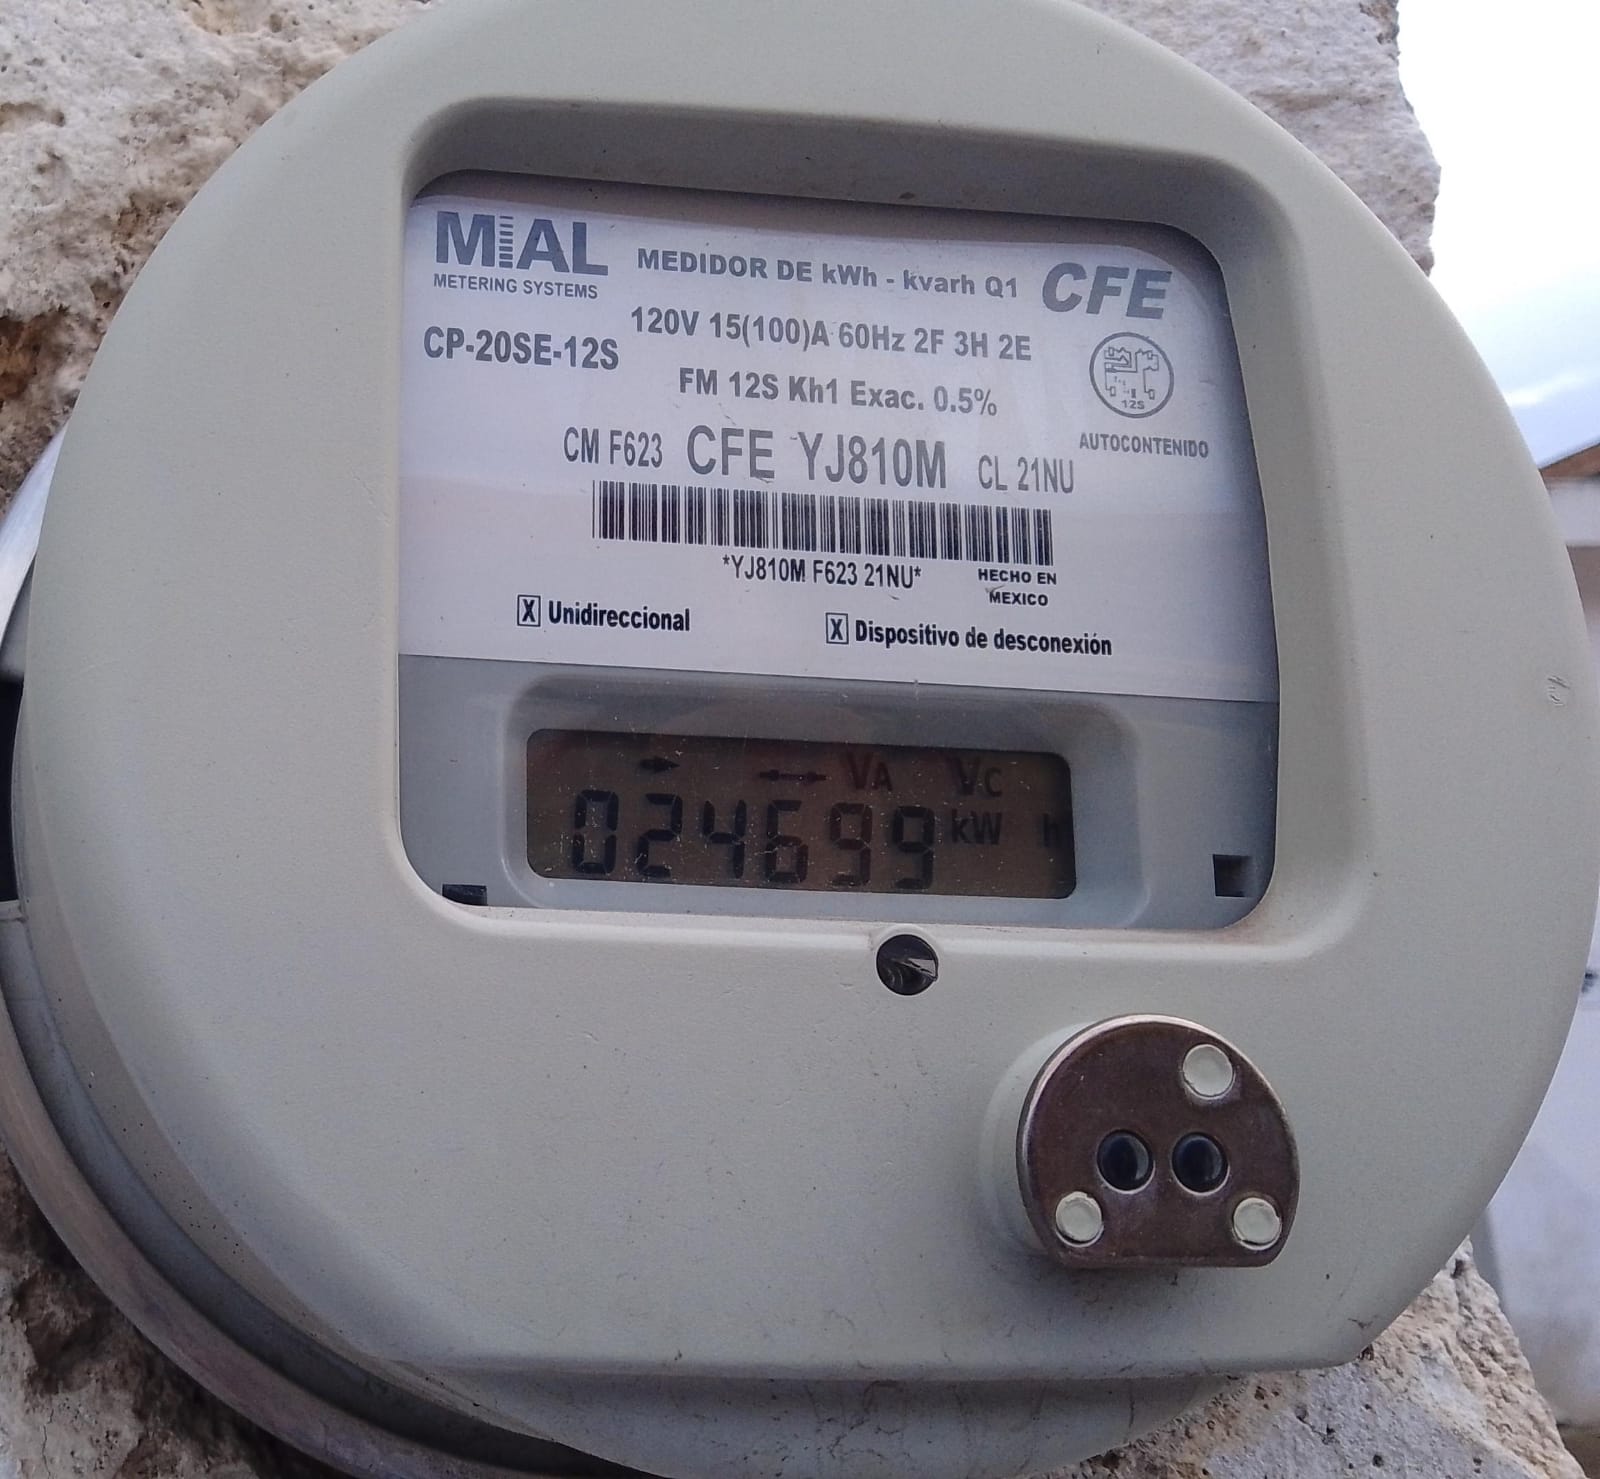 MIAL
METERING SYSTEMS
MEDIDOR DE kWh - kvarh Q1
CFE
CP-20SE-12S
120V 15(100)A 60Hz 2F 3H 2E
FM 12S Kh1 Exac. 0.5%
12S
AUTOCONTENIDO
CM F623 CFE YJ810M CL 21NU
*YJ810M F623 21NU*
HECHO EN
MEXICO
X Unidireccional
X Dispositivo de desconexión
VA VC
024699 kW h